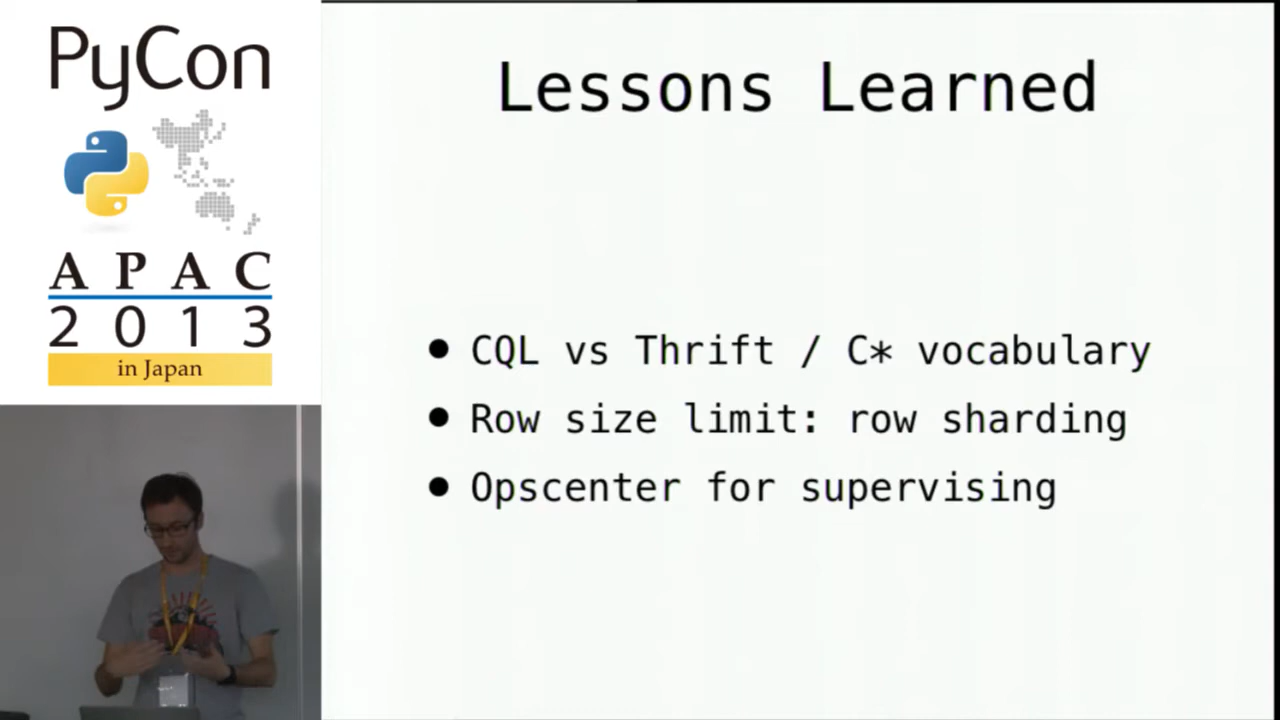 PyCon
APAC
2013
in Japan
Lessons Learned
● CQL vs Thrift / C* vocabulary
● Row size limit: row sharding
● Opscenter for supervising